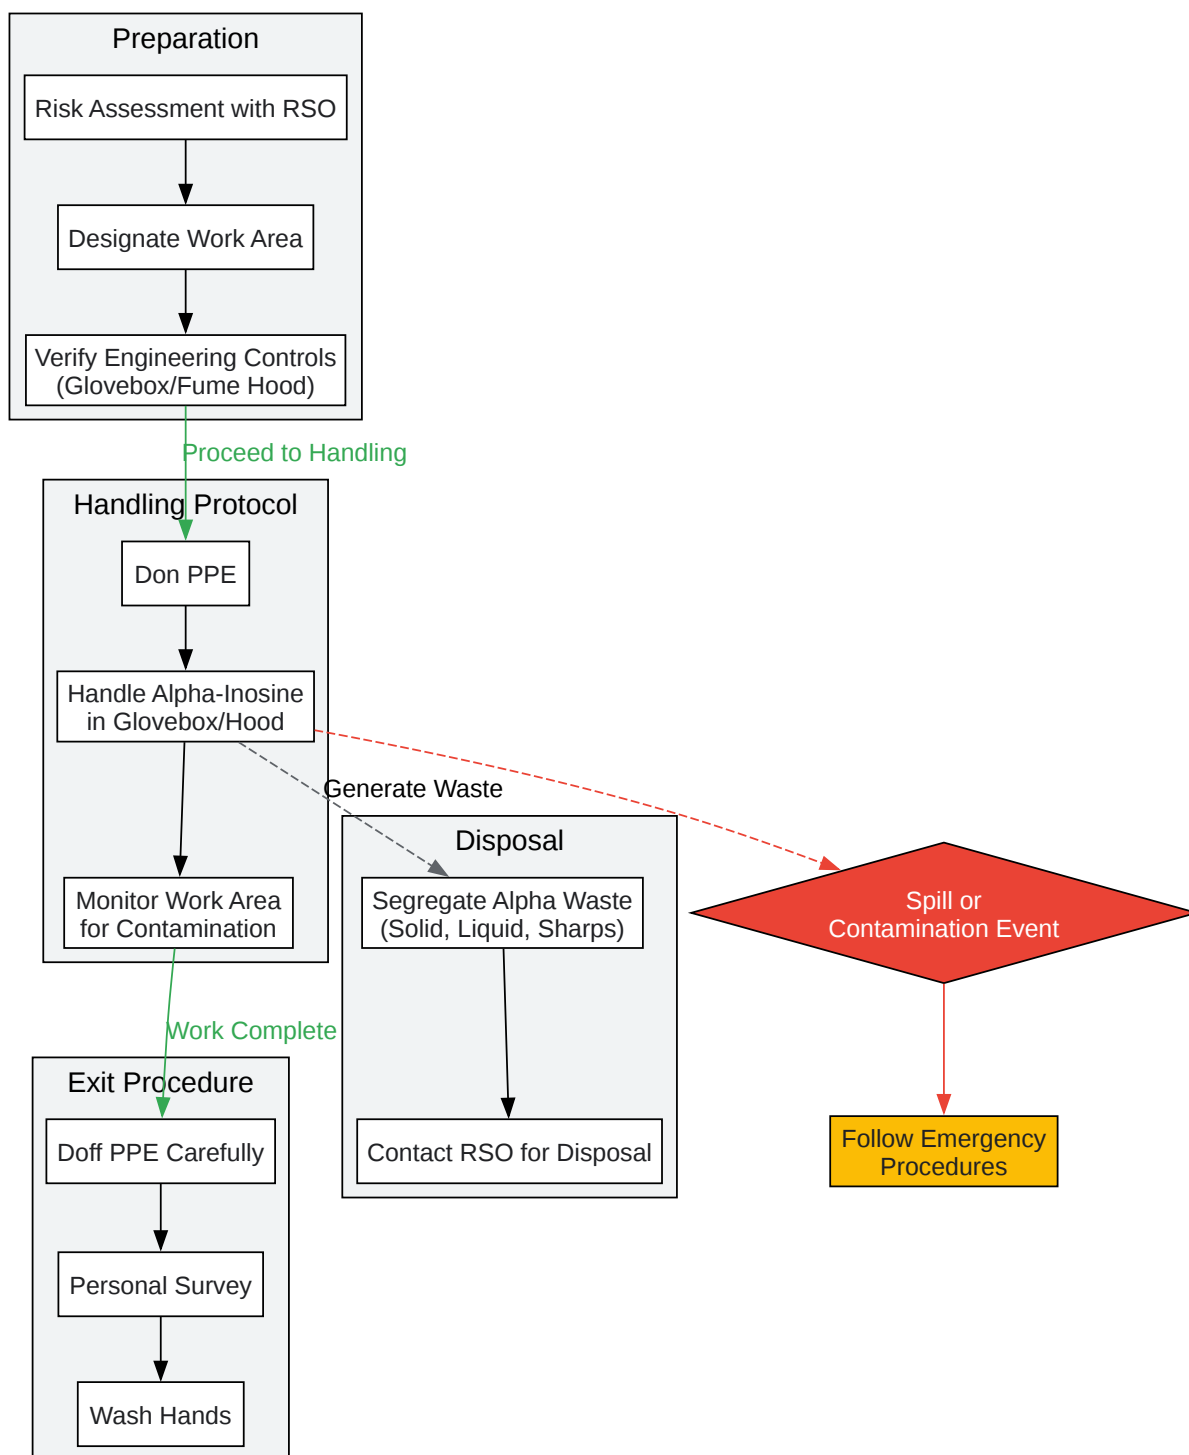 Preparation
Risk Assessment with RSO
Designate Work Area
Verify Engineering Controls
(Glovebox/Fume Hood)
Proceed to Handling
Handling Protocol
Don PPE
Handle Alpha-Inosine
in Glovebox/Hood
Generate Waste
Monitor Work Area
for Contamination
Disposal
Segregate Alpha Waste
(Solid, Liquid, Sharps)
Contact RSO for Disposal
Spill or
Contamination Event
Follow Emergency
Procedures
Work Complete
Exit Procedure
Doff PPE Carefully
Personal Survey
Wash Hands